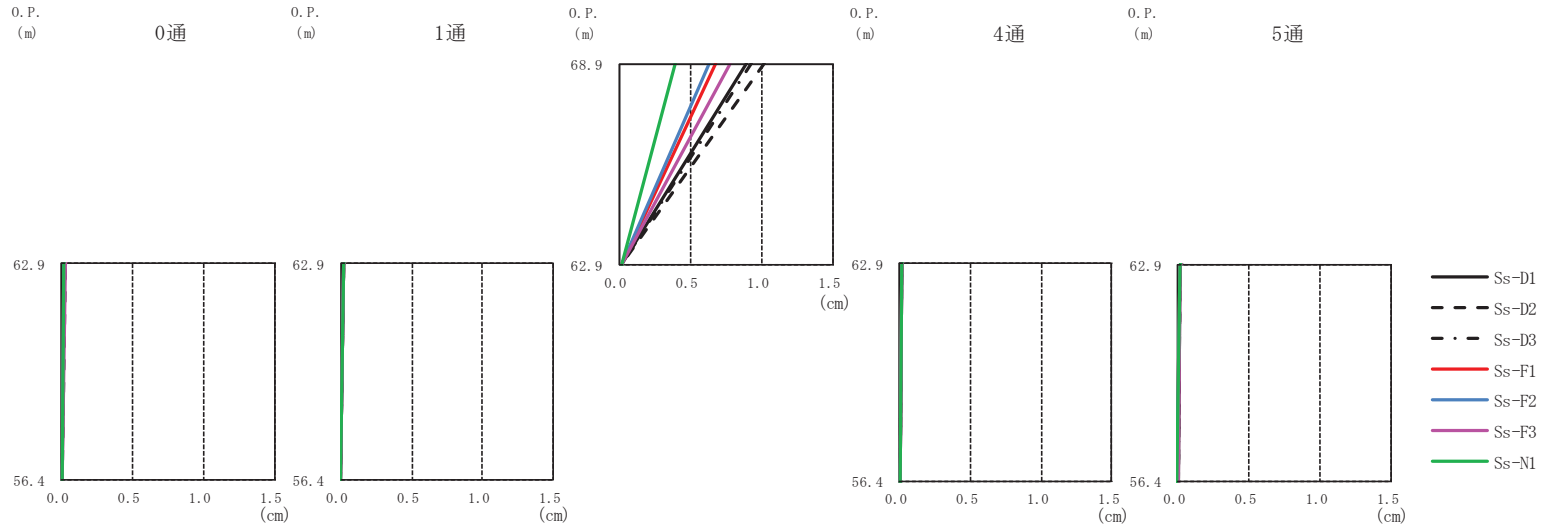 O.P.
(m)
0通
62.9
56.4
0.0 0.5 1.0 1.5
(cm)
O.P.
(m)
1通
62.9
56.4
0.0 0.5 1.0 1.5
(cm)
O.P.
(m)
68.9
62.9
0.0 0.5 1.0 1.5
(cm)
O.P.
(m)
4通
62.9
56.4
0.0 0.5 1.0 1.5
(cm)
O.P.
(m)
5通
62.9
56.4
0.0 0.5 1.0 1.5
(cm)
Ss-D1
Ss-D2
Ss-D3
Ss-F1
Ss-F2
Ss-F3
Ss-N1